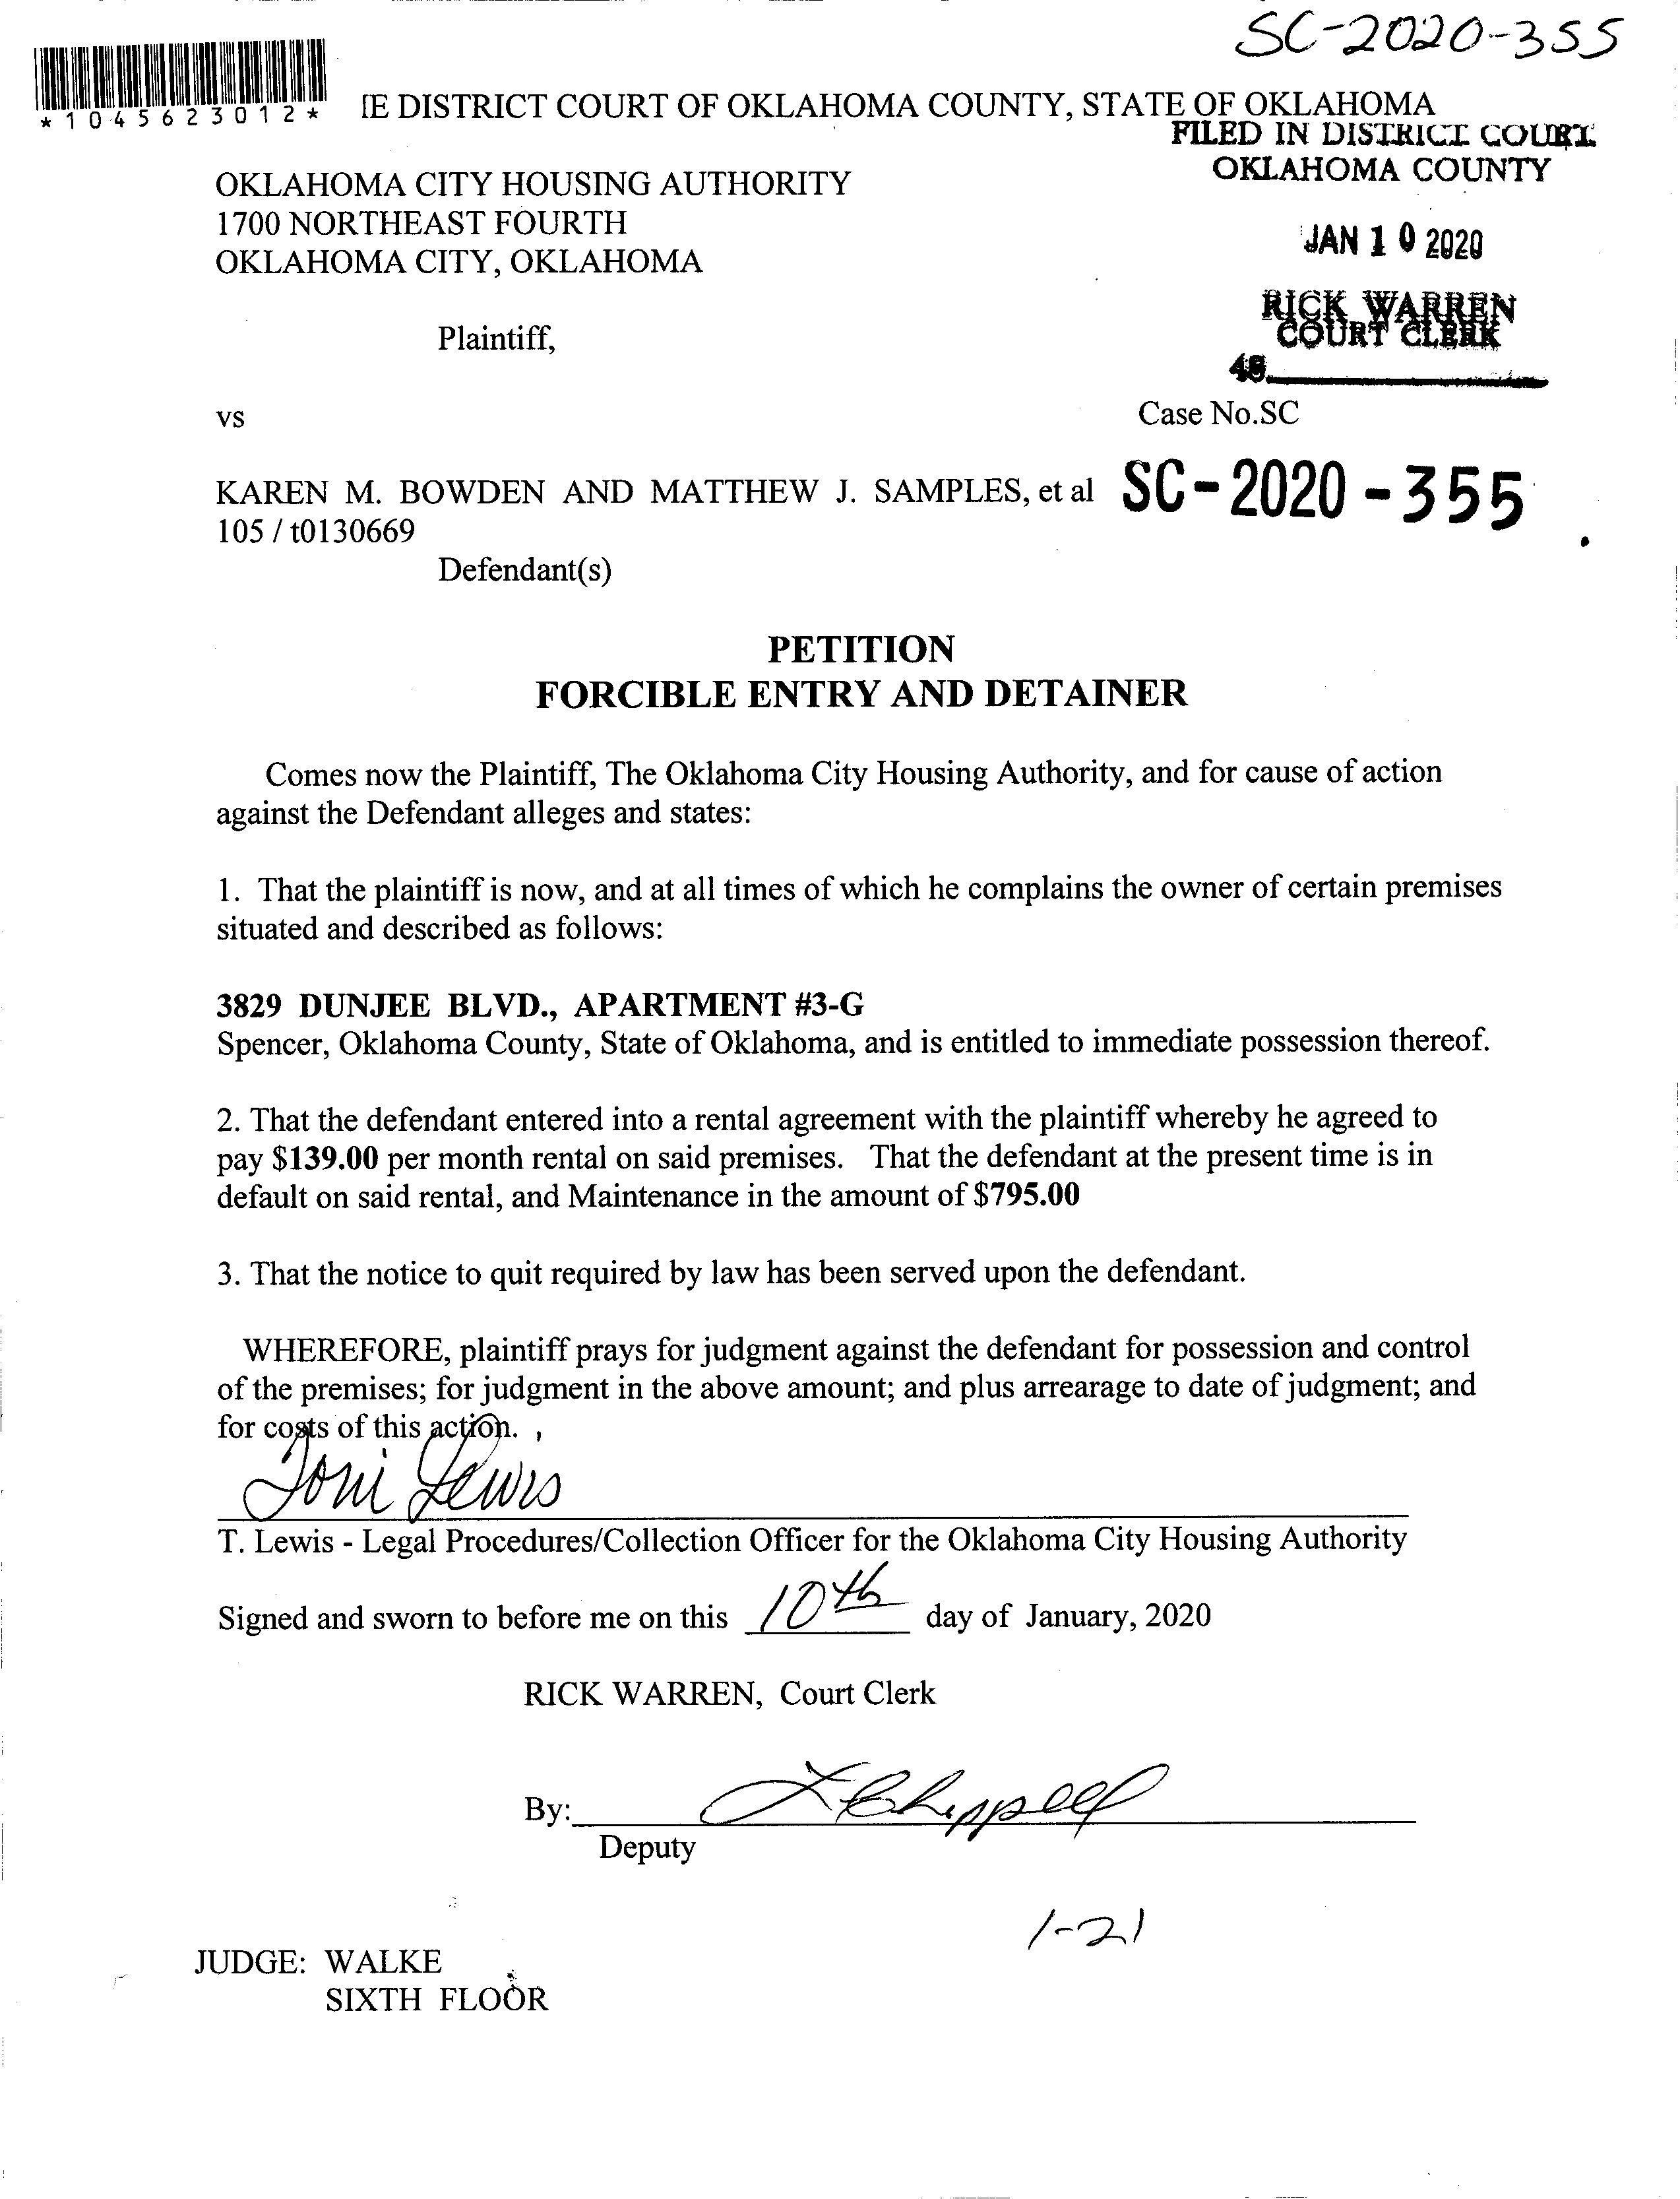 SC-2020-355
*1045623012*
IE DISTRICT COURT OF OKLAHOMA COUNTY, STATE OF OKLAHOMA
FILED IN DISTRICT COURT
OKLAHOMA COUNTY
OKLAHOMA CITY HOUSING AUTHORITY
1700 NORTHEAST FOURTH
OKLAHOMA CITY, OKLAHOMA
JAN 10 2020
RICK WARREN
COURT CLERK
Plaintiff,
48
vs
Case No.SC
KAREN M. BOWDEN AND MATTHEW J. SAMPLES, et al
SC-2020-355
105 / t0130669
Defendant(s)
PETITION
FORCIBLE ENTRY AND DETAINER
Comes now the Plaintiff, The Oklahoma City Housing Authority, and for cause of action
against the Defendant alleges and states:
1. That the plaintiff is now, and at all times of which he complains the owner of certain premises
situated and described as follows:
3829 DUNJEE BLVD., APARTMENT #3-G
Spencer, Oklahoma County, State of Oklahoma, and is entitled to immediate possession thereof.
2. That the defendant entered into a rental agreement with the plaintiff whereby he agreed to
pay $139.00 per month rental on said premises. That the defendant at the present time is in
default on said rental, and Maintenance in the amount of $795.00
3. That the notice to quit required by law has been served upon the defendant.
WHEREFORE, plaintiff prays for judgment against the defendant for possession and control
of the premises; for judgment in the above amount; and plus arrearage to date of judgment; and
for costs of this action.
Toni Lewis
T. Lewis - Legal Procedures/Collection Officer for the Oklahoma City Housing Authority
Signed and sworn to before me on this 10th day of January, 2020
RICK WARREN, Court Clerk
By:
Deputy
1-21
JUDGE: WALKE
SIXTH FLOOR